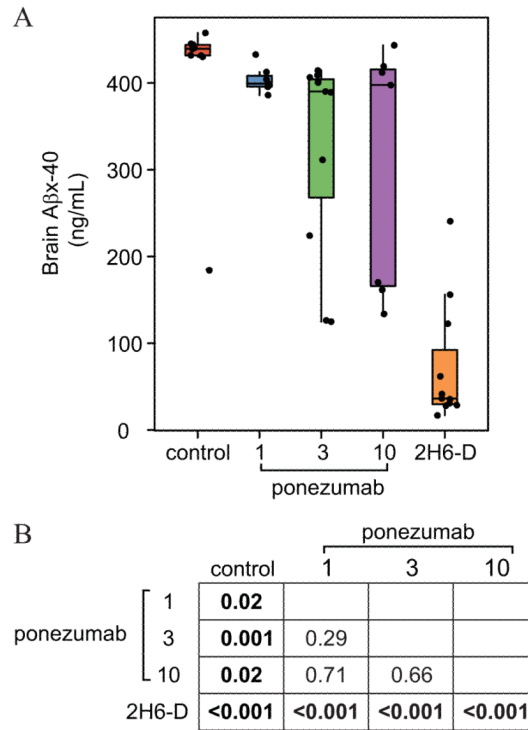 A
Brain Aβx-40
(ng/mL)
400
300
200
100
0
control 1 3 10 2H6-D
ponezumab
B
ponezumab
control 1 3 10
ponezumab
1 0.02
3 0.001 0.29
10 0.02 0.71 0.66
2H6-D <0.001 <0.001 <0.001 <0.001